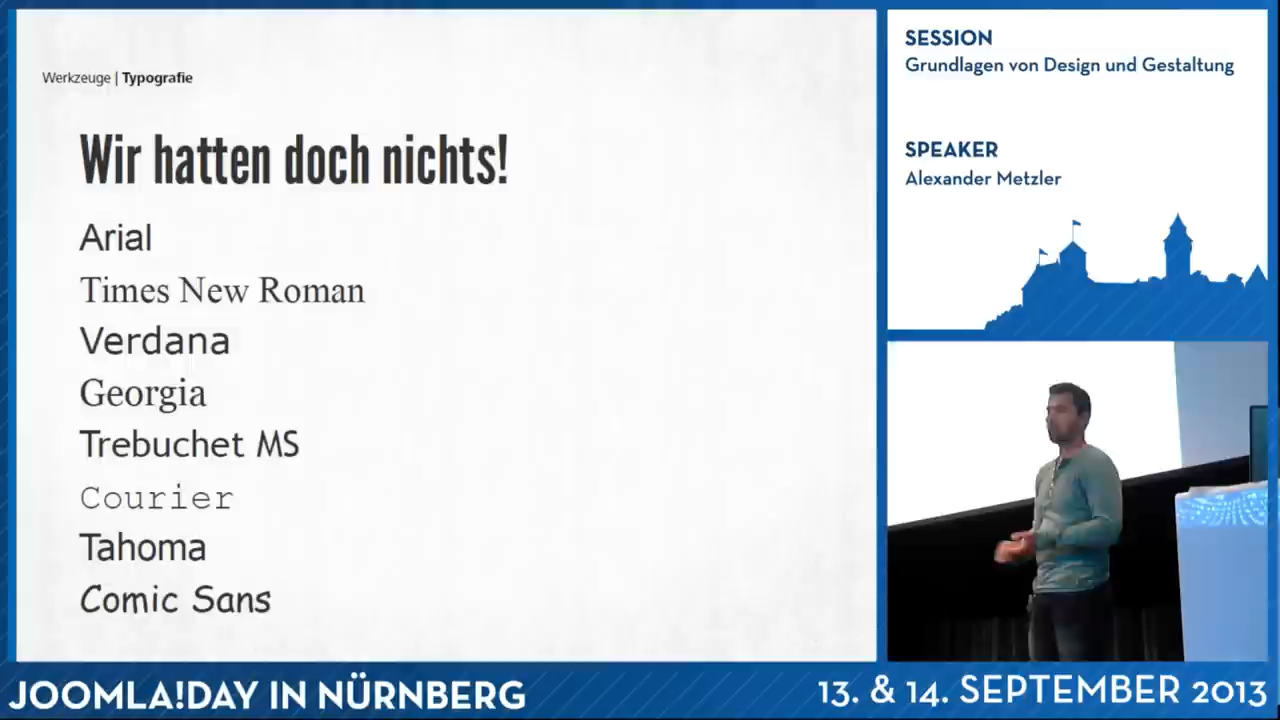 Werkzeuge | Typografie
Wir hatten doch nichts!
Arial
Times New Roman
Verdana
Georgia
Trebuchet MS
Courier
Tahoma
Comic Sans
SESSION
Grundlagen von Design und Gestaltung
SPEAKER
Alexander Metzler
JOOMLA!DAY IN NÜRNBERG
13. & 14. SEPTEMBER 2013